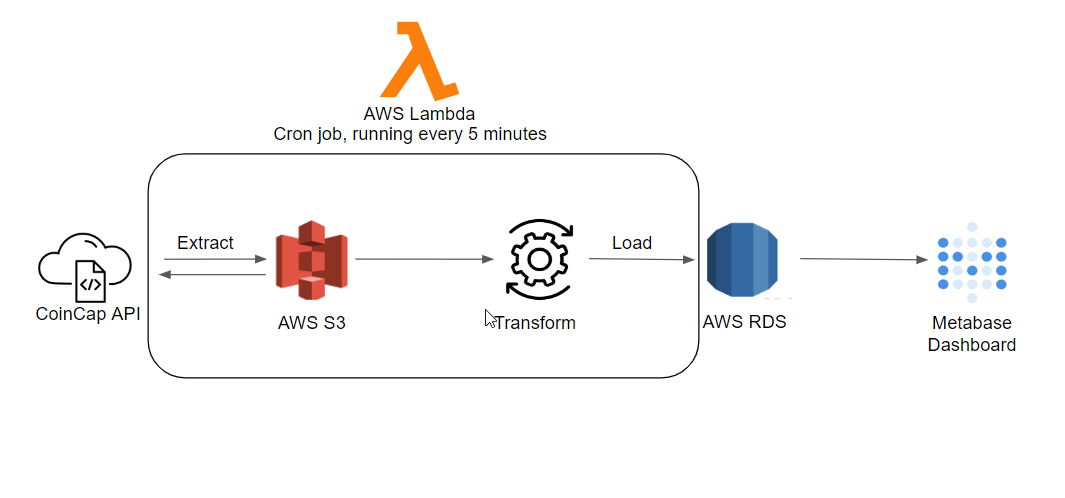 AWS Lambda
Cron job, running every 5 minutes
Extract
Load
</>
CoinCap API
AWS S3
Transform
AWS RDS
Metabase
Dashboard